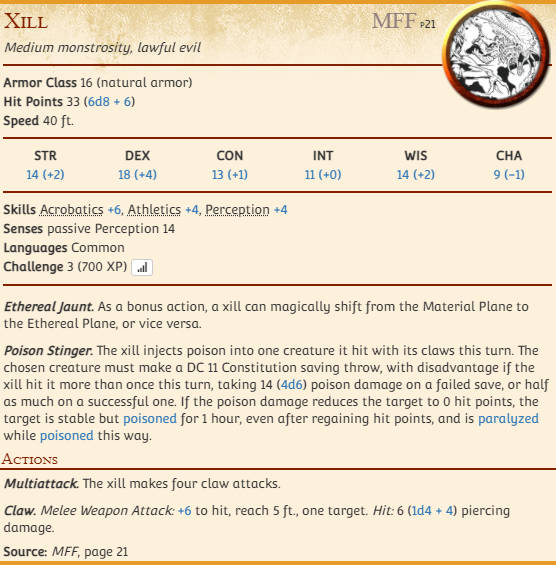 Xill MFF p21
Medium monstrosity, lawful evil
Armor Class 16 (natural armor)
Hit Points 33 (6d8 + 6)
Speed 40 ft.
STR DEX CON INT WIS CHA
14 (+2) 18 (+4) 13 (+1) 11 (+0) 14 (+2) 9 (−1)
Skills Acrobatics +6, Athletics +4, Perception +4
Senses passive Perception 14
Languages Common
Challenge 3 (700 XP)
Ethereal Jaunt. As a bonus action, a xill can magically shift from the Material Plane to
the Ethereal Plane, or vice versa.
Poison Stinger. The xill injects poison into one creature it hit with its claws this turn. The
chosen creature must make a DC 11 Constitution saving throw, with disadvantage if the
xill hit it more than once this turn, taking 14 (4d6) poison damage on a failed save, or half
as much on a successful one. If the poison damage reduces the target to 0 hit points, the
target is stable but poisoned for 1 hour, even after regaining hit points, and is paralyzed
while poisoned this way.
Actions
Multiattack. The xill makes four claw attacks.
Claw. Melee Weapon Attack: +6 to hit, reach 5 ft., one target. Hit: 6 (1d4 + 4) piercing
damage.
Source: MFF, page 21